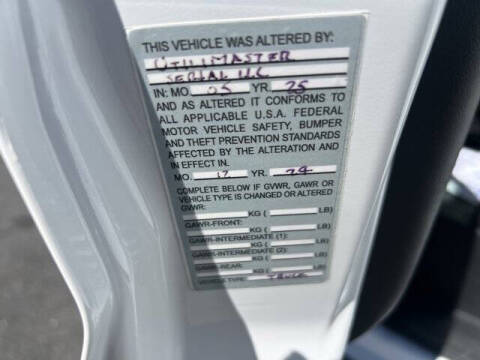 THIS VEHICLE WAS ALTERED BY:
UTILIMASTER
IN: MO. 05 YR. 25
AND AS ALTERED IT CONFORMS TO
ALL APPLICABLE U.S.A. FEDERAL
MOTOR VEHICLE SAFETY, BUMPER
AND THEFT PREVENTION STANDARDS
AFFECTED BY THE ALTERATION AND
IN EFFECT IN.
MO. 12 YR. 24
COMPLETE BELOW IF GVWR, GAWR OR
VEHICLE TYPE IS CHANGED OR ALTERED
GVWR:
KG ( LB)
GAWR-FRONT:
KG ( LB)
GAWR-INTERMEDIATE (1):
KG ( LB)
GAWR-INTERMEDIATE (2):
KG ( LB)
GAWR-REAR:
KG ( LB)
VEHICLE TYPE: TRUCK